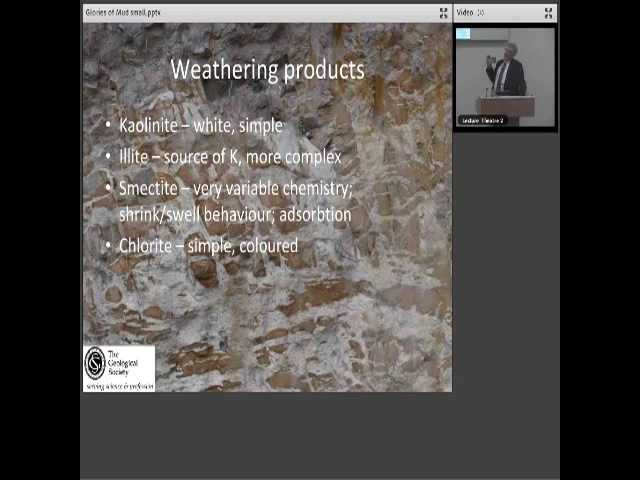 Glories of Mud small.pptx
Video (1)
Weathering products
• Kaolinite – white, simple
• Illite – source of K, more complex
• Smectite – very variable chemistry;
shrink/swell behaviour; adsorbtion
• Chlorite – simple, coloured
The
Geological
Society
serving science & profession
Lecture Theatre 2